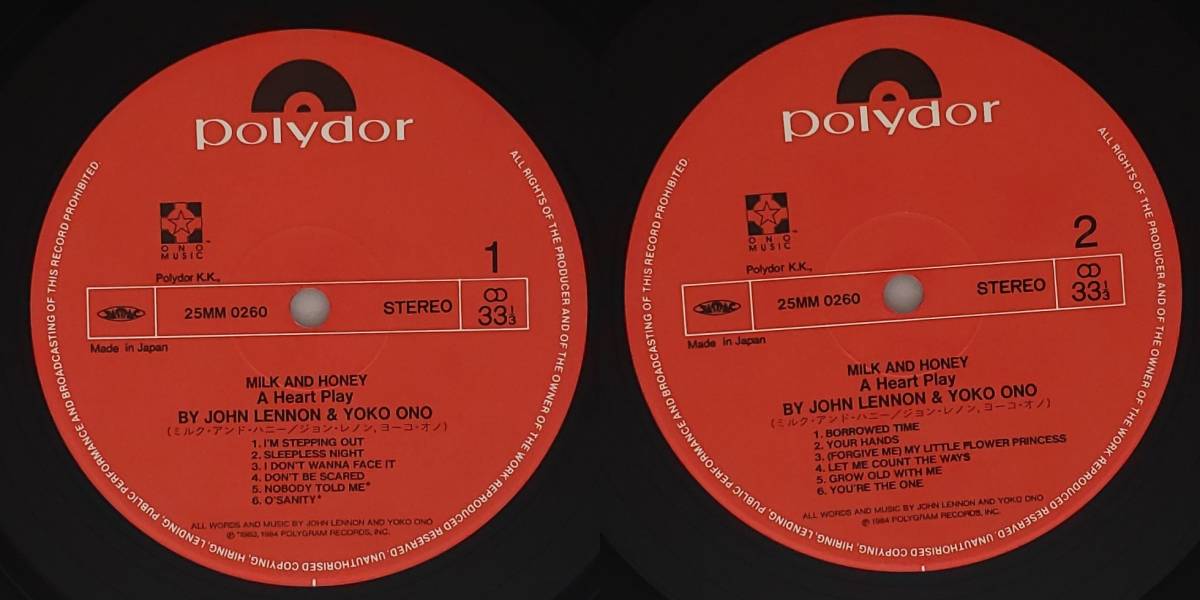 polydor
ONO
MUSIC
™
1
Polydor K.K.,
25MM 0260
STEREO
33⅓
Made in Japan
MILK AND HONEY
A Heart Play
BY JOHN LENNON & YOKO ONO
(ミルク・アンド・ハニー/ジョン・レノン,ヨーコ・オノ)
1. I'M STEPPING OUT
2. SLEEPLESS NIGHT
3. I DON'T WANNA FACE IT
4. DON'T BE SCARED
5. NOBODY TOLD ME*
6. O'SANITY*
ALL WORDS AND MUSIC BY JOHN LENNON AND YOKO ONO
℗ *1983, 1984 POLYGRAM RECORDS, INC.
ALL RIGHTS OF THE PRODUCER AND OF THE OWNER OF THE WORK REPRODUCED RESERVED. UNAUTHORISED COPYING, HIRING, LENDING, PUBLIC PERFORMANCE AND BROADCASTING OF THIS RECORD PROHIBITED.
polydor
ONO
MUSIC
™
2
Polydor K.K.,
25MM 0260
STEREO
33⅓
Made in Japan
MILK AND HONEY
A Heart Play
BY JOHN LENNON & YOKO ONO
(ミルク・アンド・ハニー/ジョン・レノン,ヨーコ・オノ)
1. BORROWED TIME
2. YOUR HANDS
3. (FORGIVE ME) MY LITTLE FLOWER PRINCESS
4. LET ME COUNT THE WAYS
5. GROW OLD WITH ME
6. YOU'RE THE ONE
ALL WORDS AND MUSIC BY JOHN LENNON AND YOKO ONO
℗ 1984 POLYGRAM RECORDS, INC.
ALL RIGHTS OF THE PRODUCER AND OF THE OWNER OF THE WORK REPRODUCED RESERVED. UNAUTHORISED COPYING, HIRING, LENDING, PUBLIC PERFORMANCE AND BROADCASTING OF THIS RECORD PROHIBITED.